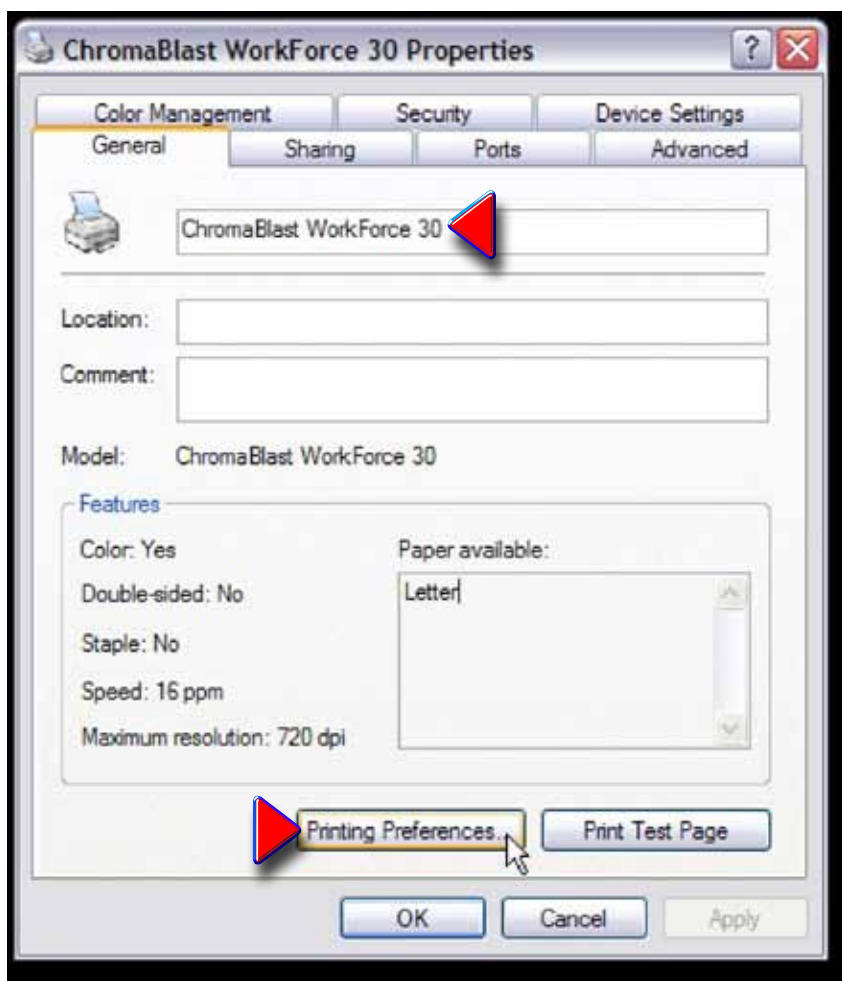 ChromaBlast WorkForce 30 Properties
?
Color Management Security Device Settings
General Sharing Ports Advanced
ChromaBlast WorkForce 30
Location:
Comment:
Model: ChromaBlast WorkForce 30
Features
Color: Yes Paper available:
Double-sided: No Letter
Staple: No
Speed: 16 ppm
Maximum resolution: 720 dpi
Printing Preferences... Print Test Page
OK Cancel Apply